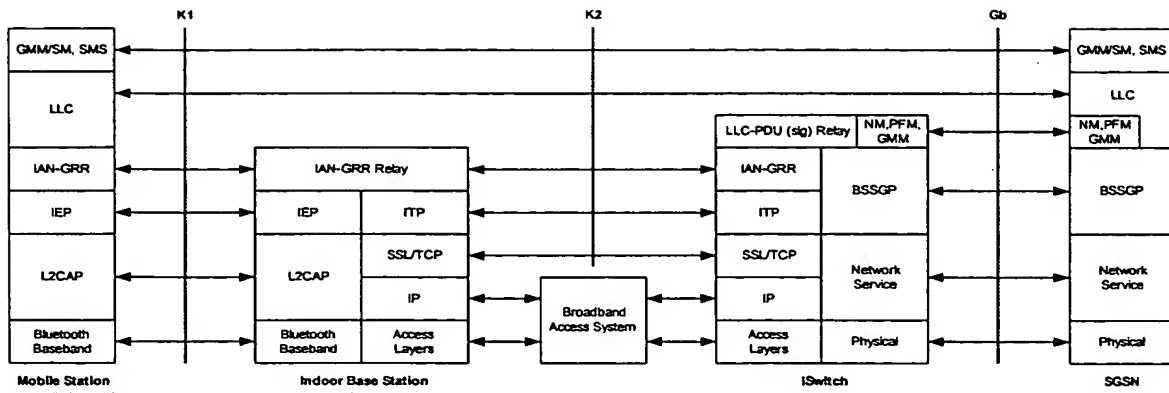 K1 K2 Gb
GMM/SM, SMS GMM/SM, SMS
LLC LLC
LLC-PDU (sig) Relay NM,PFM, GMM NM,PFM GMM
IAN-GRR IAN-GRR Relay IAN-GRR BSSGP BSSGP
IEP IEP ITP ITP
L2CAP L2CAP SSL/TCP SSL/TCP Network Service Network Service
IP Broadband Access System IP
Bluetooth Baseband Bluetooth Baseband Access Layers Access Layers Physical Physical
Mobile Station Indoor Base Station ISwitch SGSN